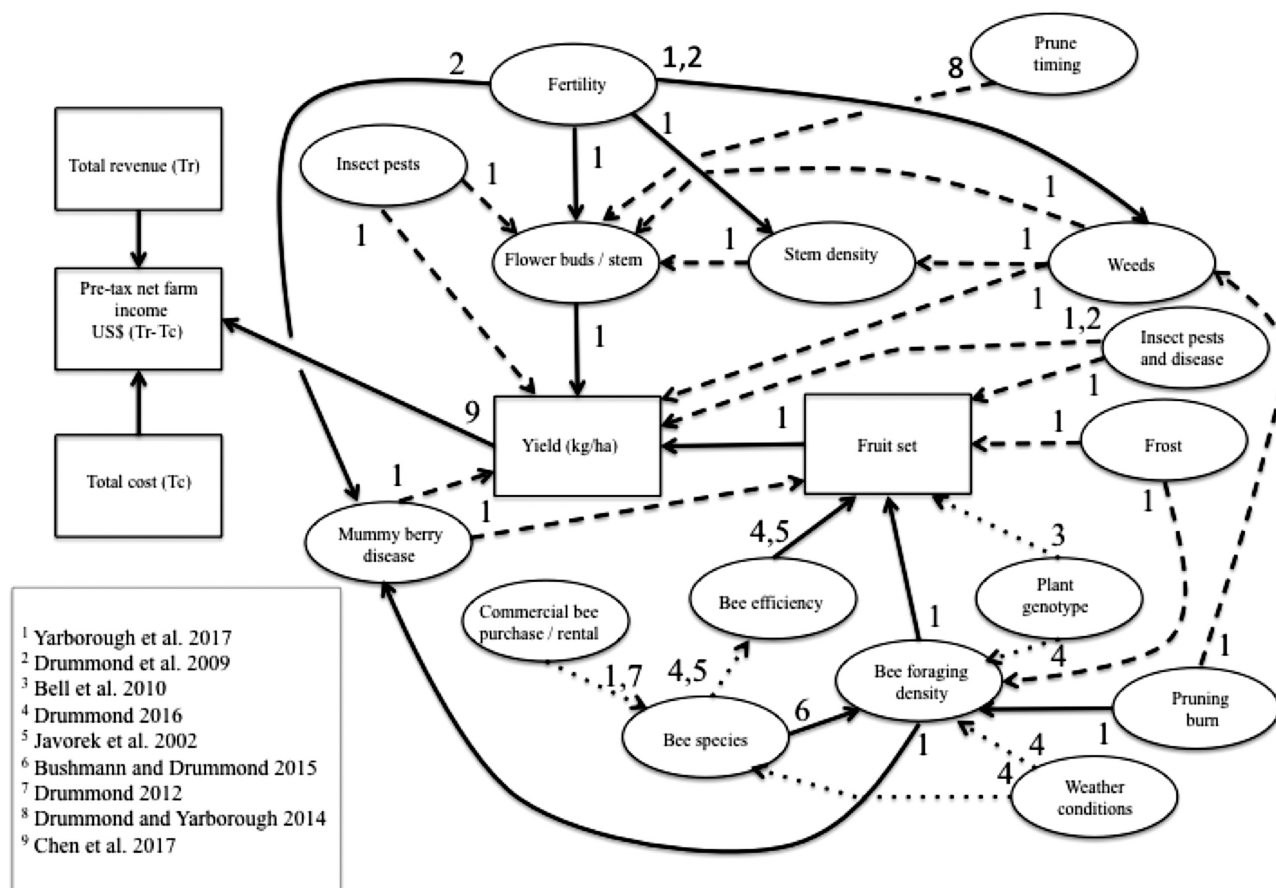 2
1,2
8
Prune
timing
Fertility
Total revenue (Tr)
Insect pests
1
1
1
1
1
1
1
1
Flower buds / stem
Stem density
Weeds
Pre-tax net farm
income
US$ (Tr-Tc)
1
1
1,2
Insect pests
and disease
1
9
1
1
Yield (kg/ha)
Fruit set
Frost
Total cost (Tc)
1
1
1
Mummy berry
disease
4,5
3
Commercial bee
purchase / rental
Bee efficiency
Plant
genotype
1
1
4
1,7
4,5
Bee foraging
density
Pruning
burn
6
Bee species
1
1
4
4
Weather
conditions
1 Yarborough et al. 2017
2 Drummond et al. 2009
3 Bell et al. 2010
4 Drummond 2016
5 Javorek et al. 2002
6 Bushmann and Drummond 2015
7 Drummond 2012
8 Drummond and Yarborough 2014
9 Chen et al. 2017